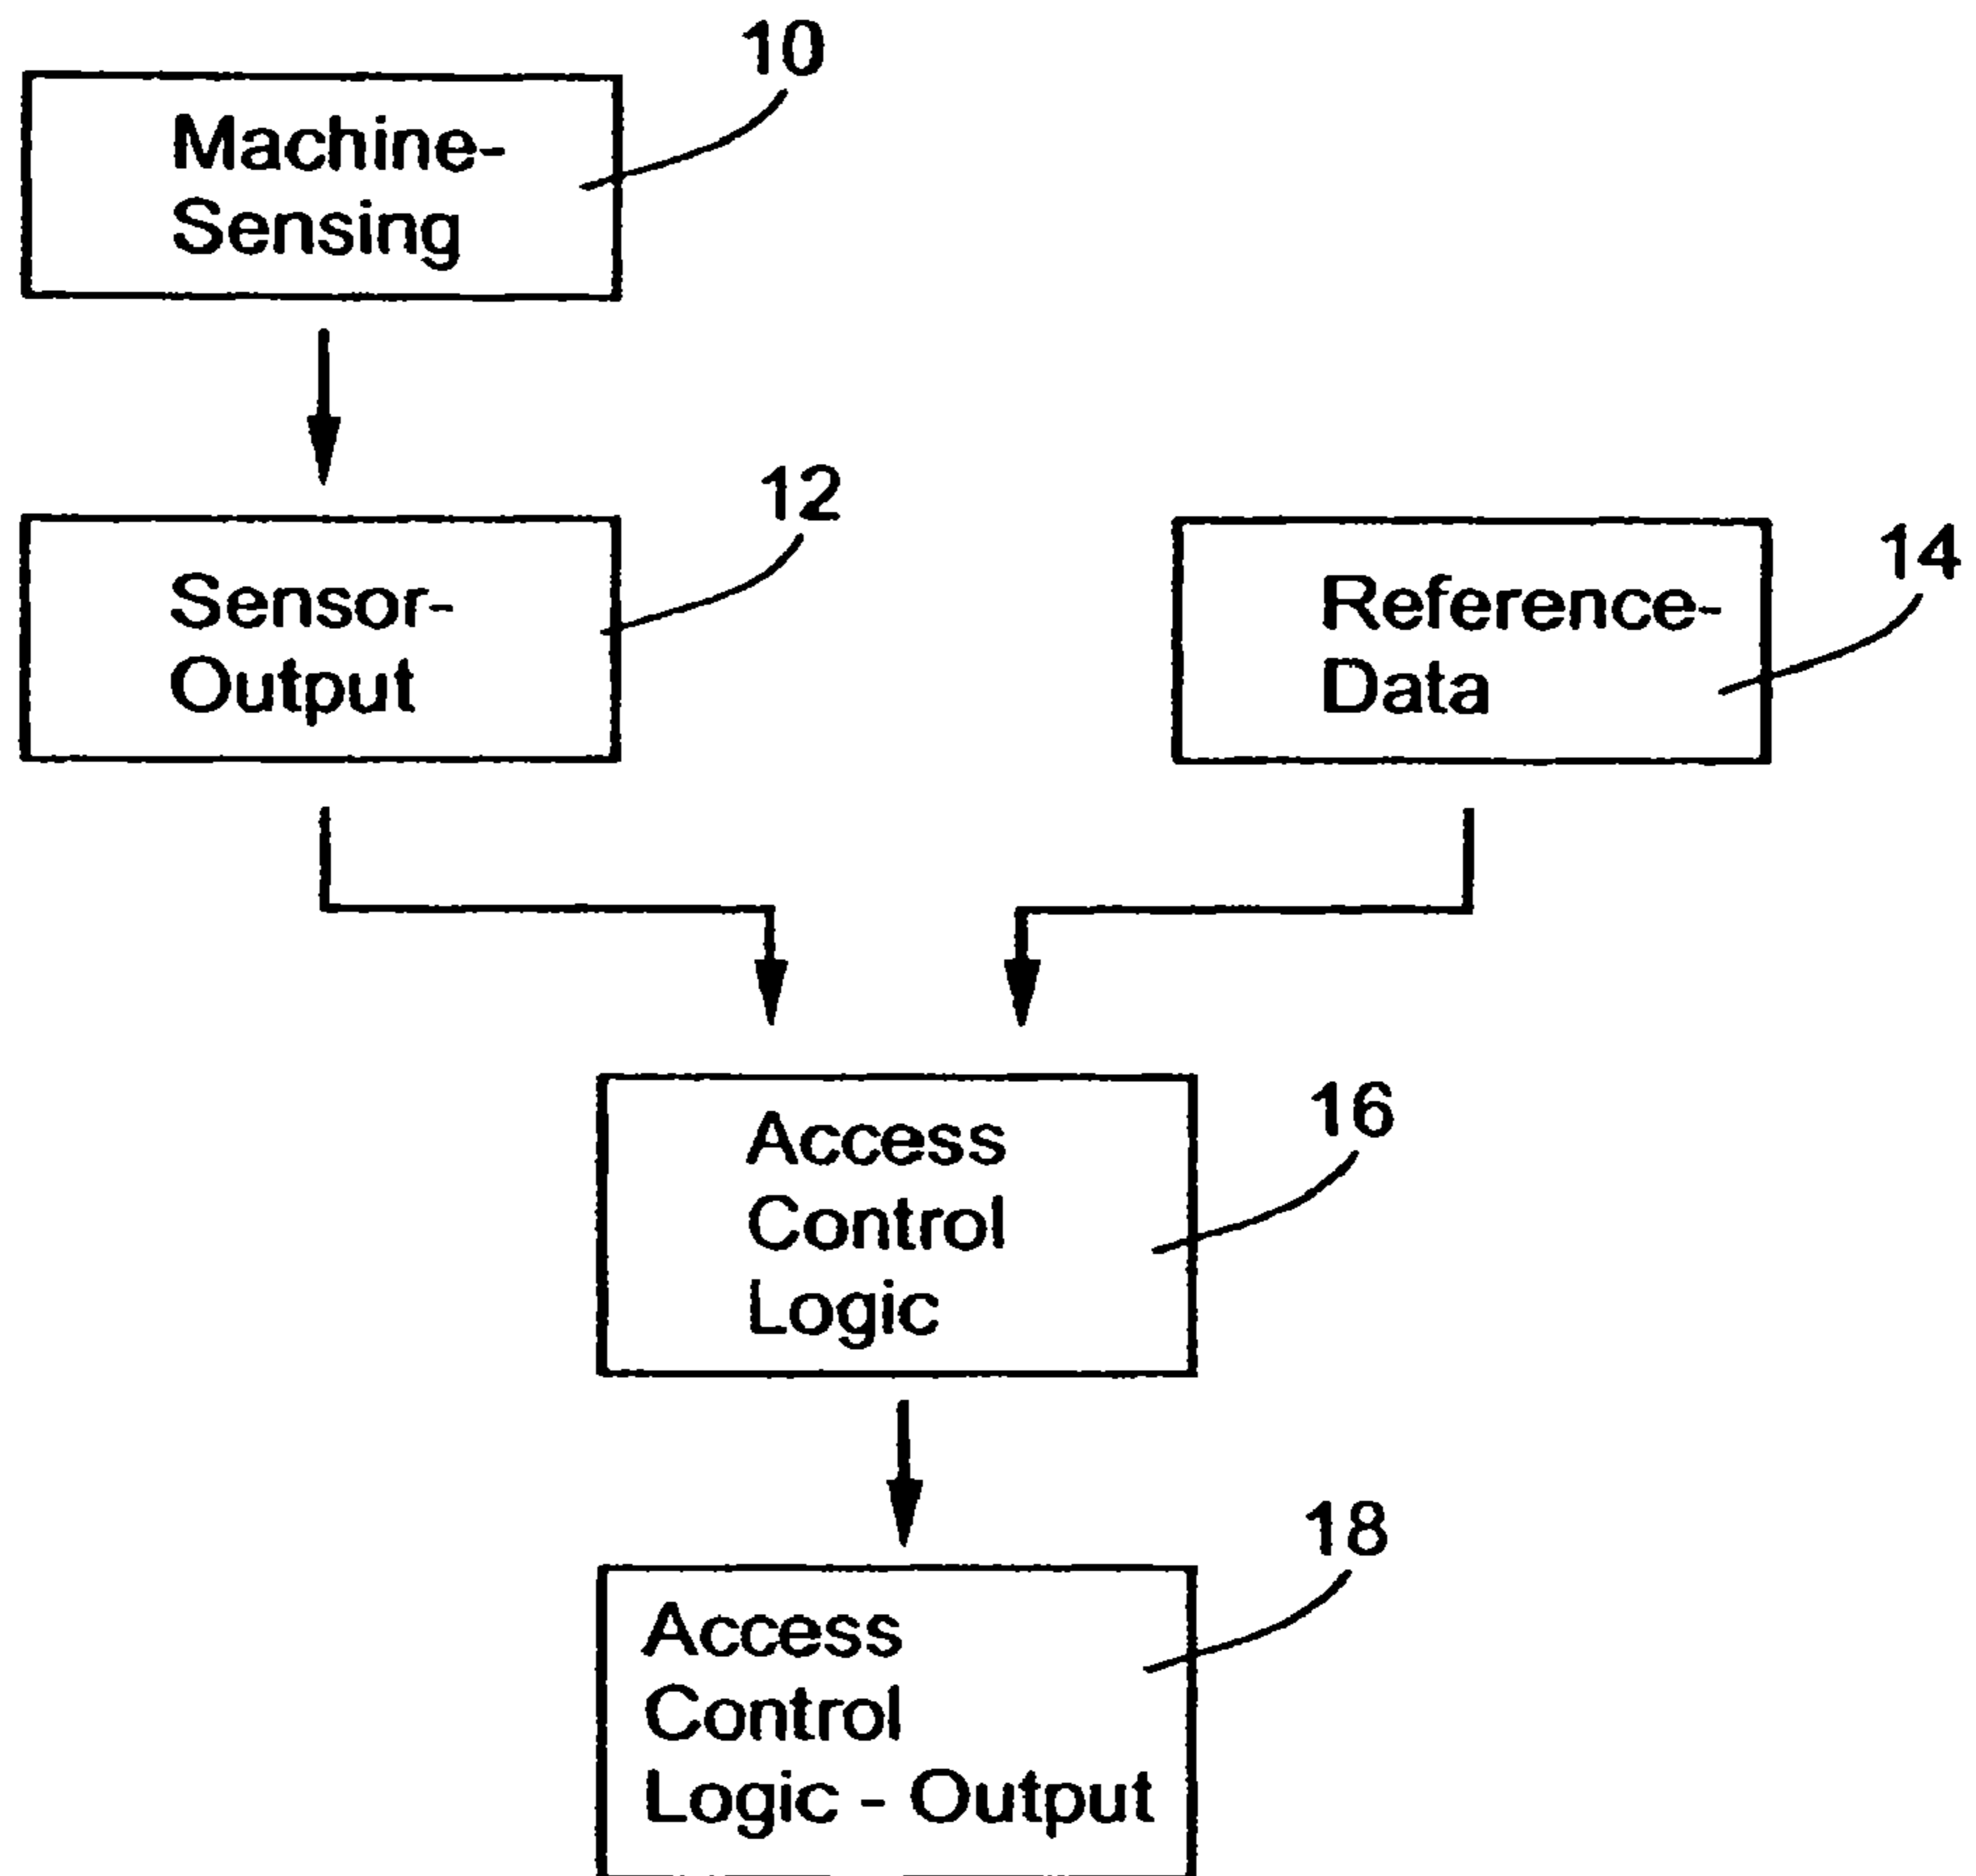 10
Machine-
Sensing
12
Sensor-
Output
14
Reference-
Data
16
Access
Control
Logic
18
Access
Control
Logic - Output